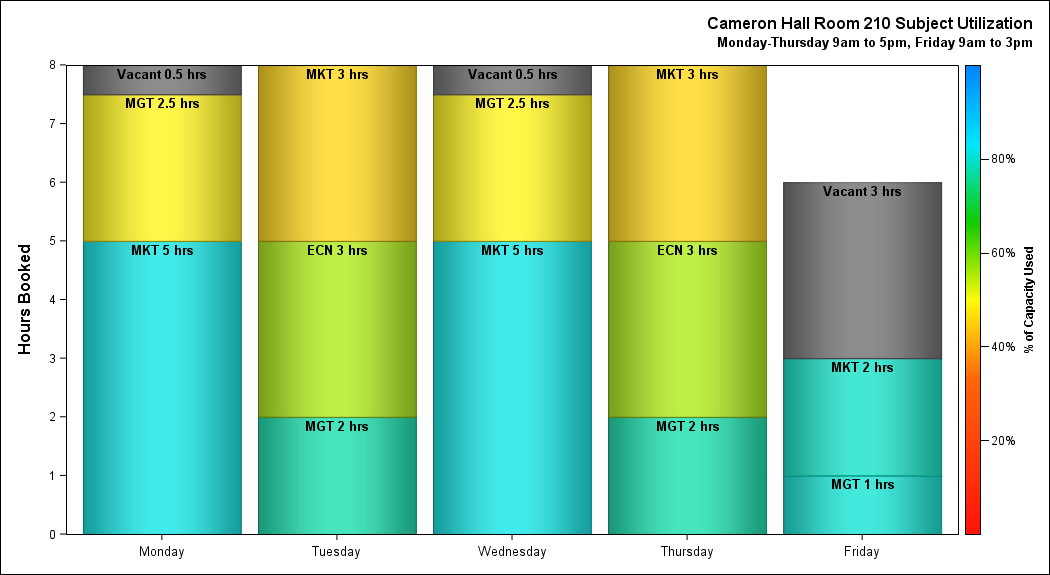 Cameron Hall Room 210 Subject Utilization
Monday-Thursday 9am to 5pm, Friday 9am to 3pm
Hours Booked
8
7
6
5
4
3
2
1
0
Vacant 0.5 hrs
MGT 2.5 hrs
MKT 5 hrs
MKT 3 hrs
ECN 3 hrs
MGT 2 hrs
Vacant 0.5 hrs
MGT 2.5 hrs
MKT 5 hrs
MKT 3 hrs
ECN 3 hrs
MGT 2 hrs
Vacant 3 hrs
MKT 2 hrs
MGT 1 hrs
Monday
Tuesday
Wednesday
Thursday
Friday
80%
60%
40%
20%
% of Capacity Used